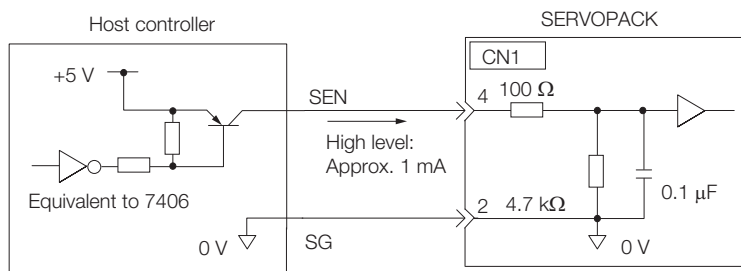 Host controller
SERVOPACK
+5 V
Equivalent to 7406
SEN
High level:
Approx. 1 mA
CN1
4
100 Ω
2
4.7 kΩ
0.1 μF
0 V
SG
0 V